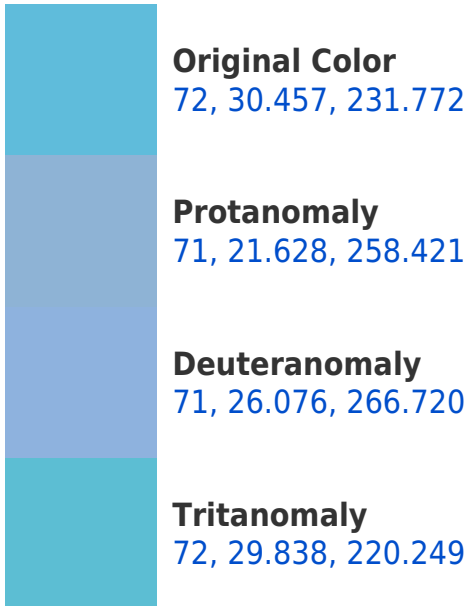 Original Color
72, 30.457, 231.772
Protanomaly
71, 21.628, 258.421
Deuteranomaly
71, 26.076, 266.720
Tritanomaly
72, 29.838, 220.249